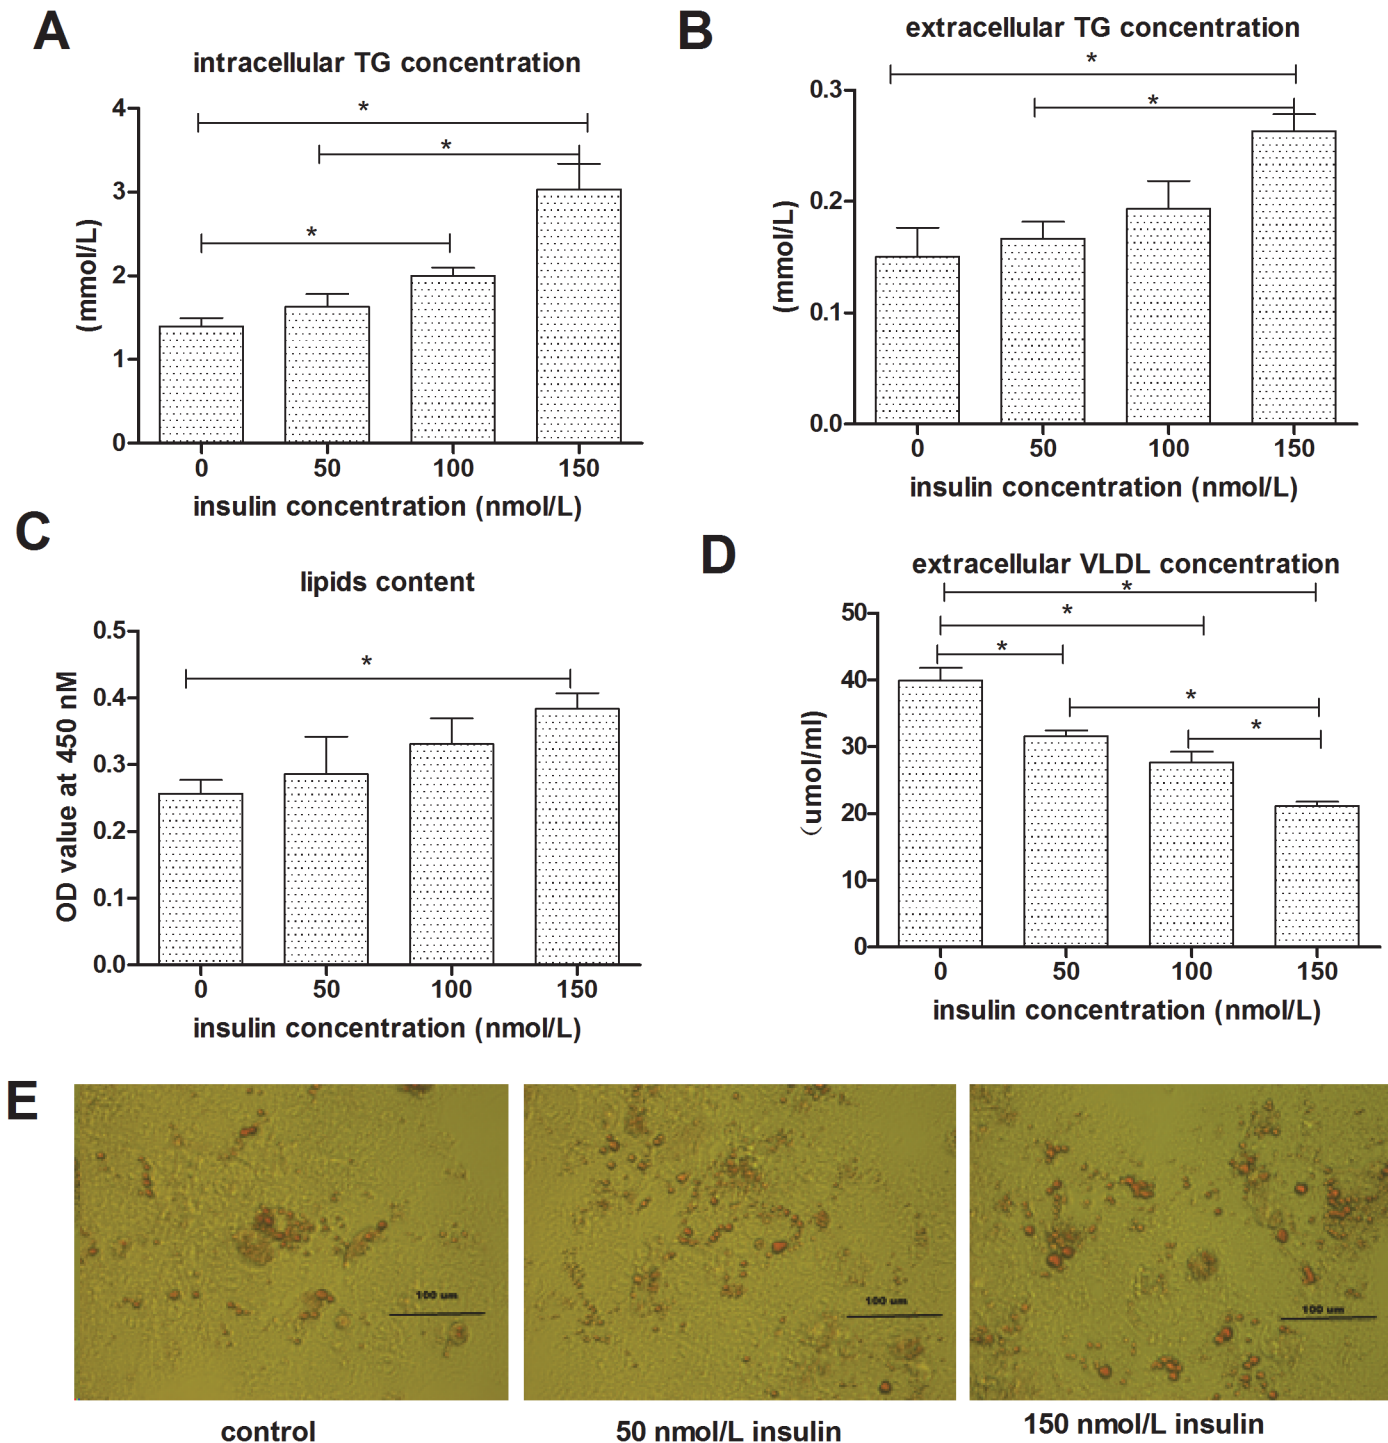 A
intracellular TG concentration
(mmol/L)
4
3
2
1
0
*
*
*
0 50 100 150
insulin concentration (nmol/L)
B
extracellular TG concentration
(mmol/L)
0.3
0.2
0.1
0.0
*
*
0 50 100 150
insulin concentration (nmol/L)
C
lipids content
OD value at 450 nM
0.5
0.4
0.3
0.2
0.1
0.0
*
0 50 100 150
insulin concentration (nmol/L)
D
extracellular VLDL concentration
(umol/ml)
50
40
30
20
10
0
*
*
*
*
*
0 50 100 150
insulin concentration (nmol/L)
E
100 um
100 um
100 um
control
50 nmol/L insulin
150 nmol/L insulin